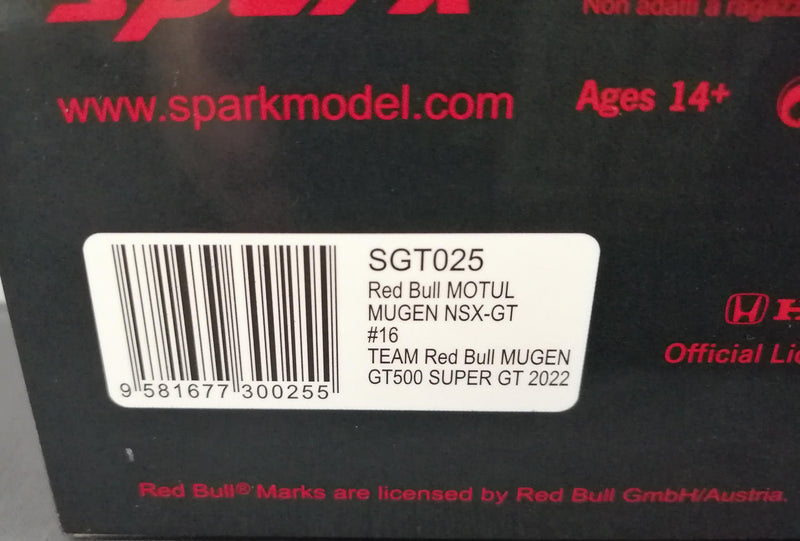 spark
Non adatti a ragazz
www.sparkmodel.com
Ages 14+
SGT025
Red Bull MOTUL
MUGEN NSX-GT
#16
TEAM Red Bull MUGEN
GT500 SUPER GT 2022
9 581677 300255
H
Official Lic
Red Bull® Marks are licensed by Red Bull GmbH/Austria.